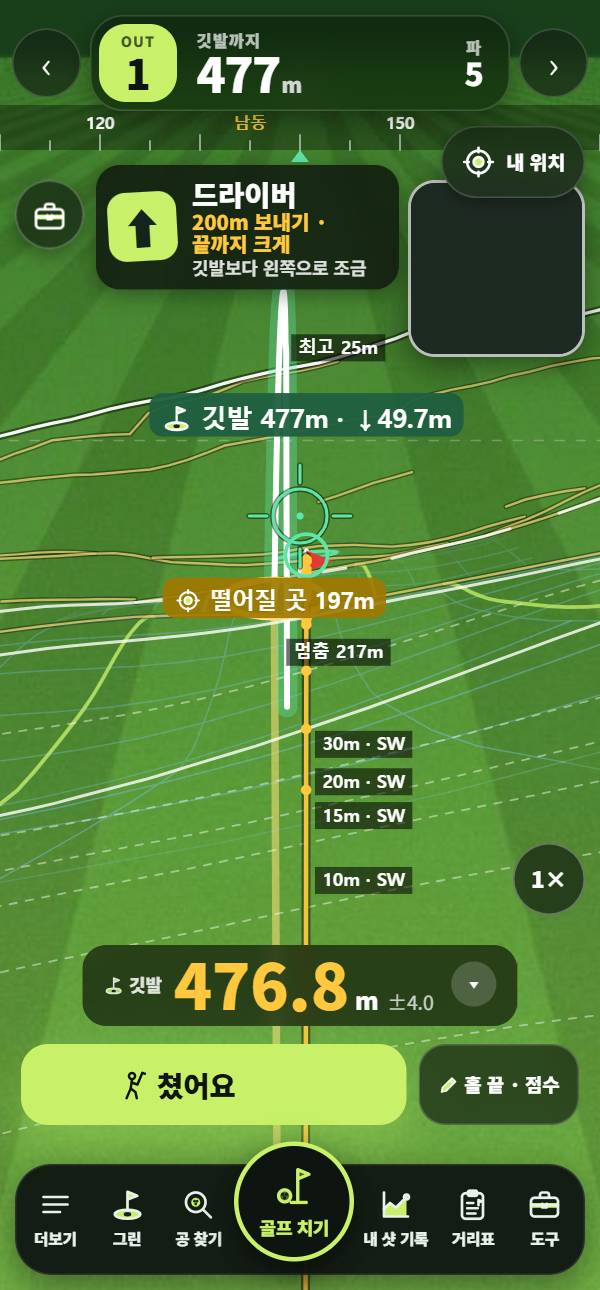 ‹
OUT
1
깃발까지
477m
파
5
›
120
남동
150
내 위치
드라이버
200m 보내기 ·
끝까지 크게
깃발보다 왼쪽으로 조금
최고 25m
깃발 477m · ↓49.7m
떨어질 곳 197m
멈춤 217m
30m · SW
20m · SW
15m · SW
10m · SW
1×
깃발 476.8 m ±4.0
쳤어요
홀 끝 · 점수
더보기
그린
공 찾기
골프 치기
내 샷 기록
거리표
도구